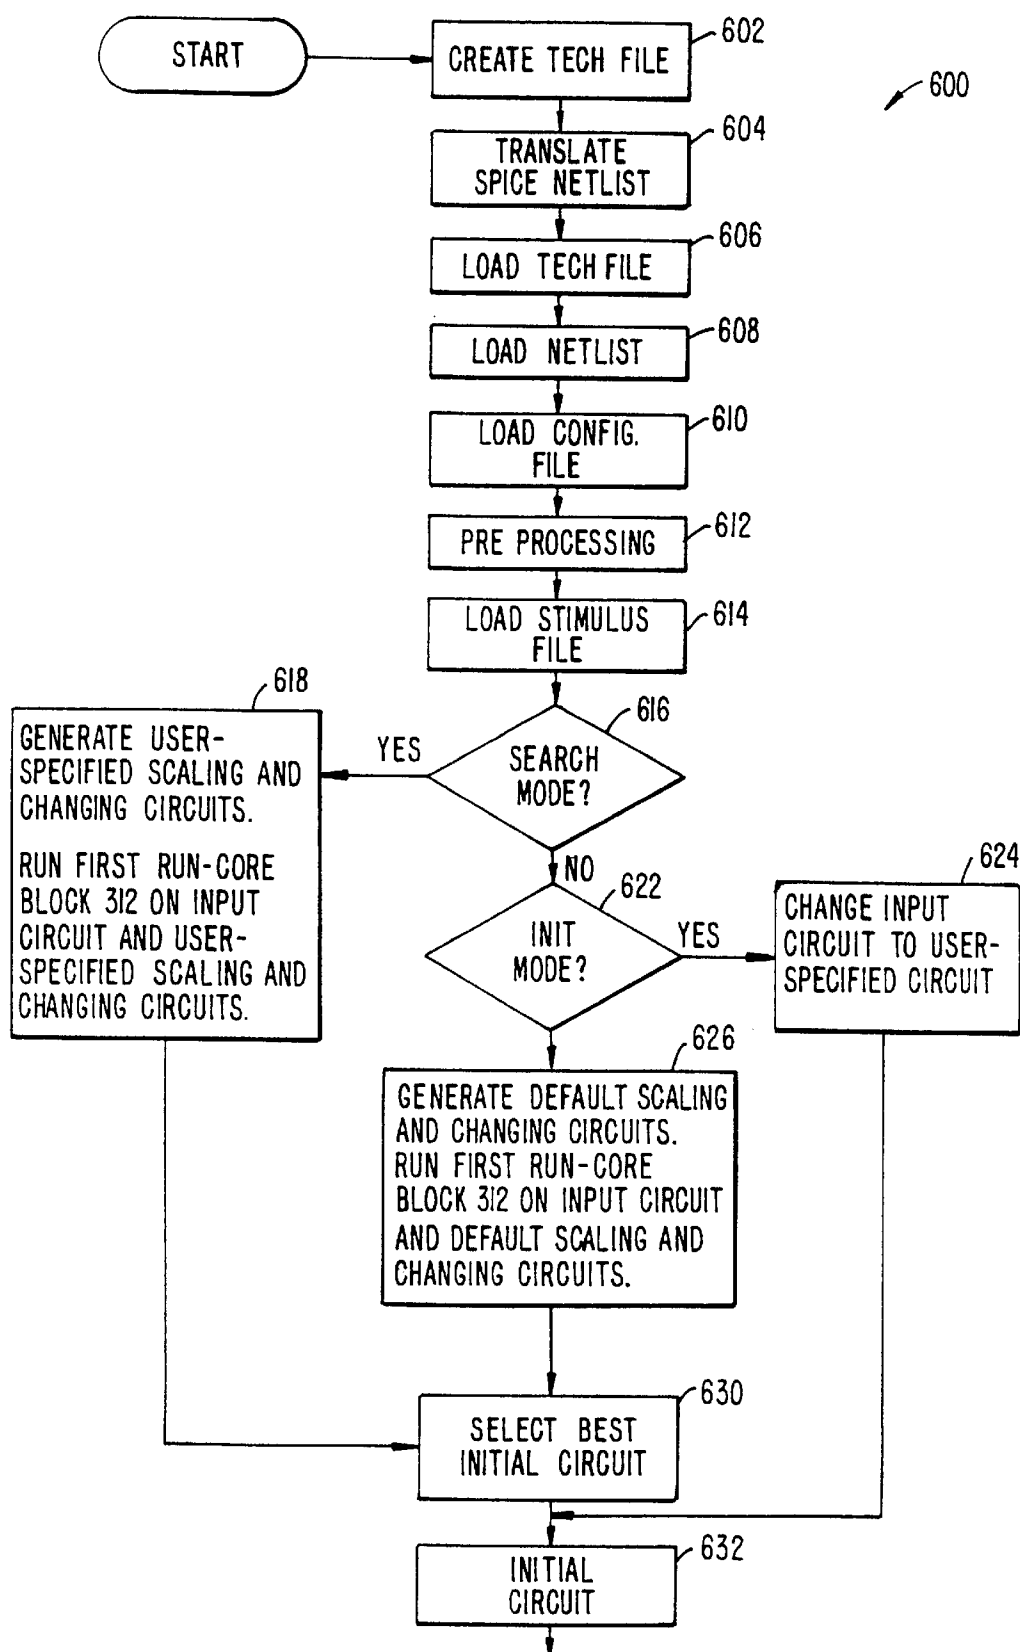 START
CREATE TECH FILE
602
600
TRANSLATE
SPICE NETLIST
604
LOAD TECH FILE
606
LOAD NETLIST
608
LOAD CONFIG.
FILE
610
PRE PROCESSING
612
LOAD STIMULUS
FILE
614
SEARCH
MODE?
616
YES
618
GENERATE USER-
SPECIFIED SCALING AND
CHANGING CIRCUITS.
RUN FIRST RUN-CORE
BLOCK 312 ON INPUT
CIRCUIT AND USER-
SPECIFIED SCALING AND
CHANGING CIRCUITS.
NO
INIT
MODE?
622
YES
624
CHANGE INPUT
CIRCUIT TO USER-
SPECIFIED CIRCUIT
626
GENERATE DEFAULT SCALING
AND CHANGING CIRCUITS.
RUN FIRST RUN-CORE
BLOCK 312 ON INPUT CIRCUIT
AND DEFAULT SCALING AND
CHANGING CIRCUITS.
630
SELECT BEST
INITIAL CIRCUIT
632
INITIAL
CIRCUIT